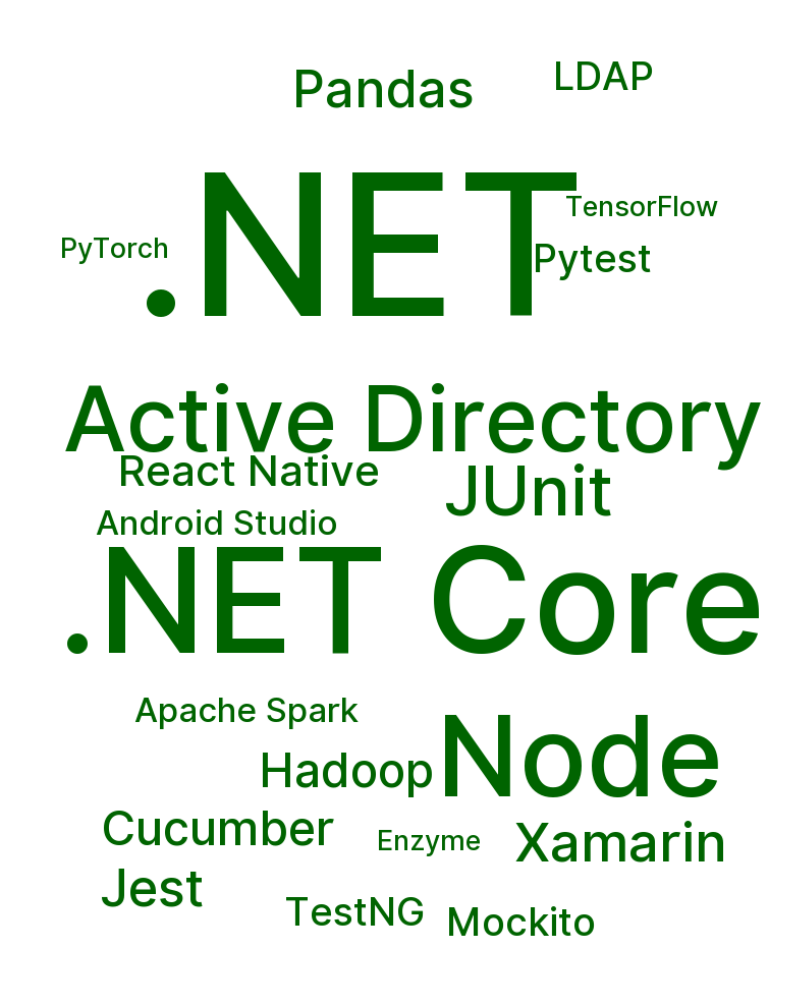 Pandas
LDAP
.NET
TensorFlow
PyTorch
Pytest
Active Directory
React Native
JUnit
Android Studio
.NET Core
Apache Spark
Node
Hadoop
Cucumber
Enzyme
Xamarin
Jest
TestNG
Mockito